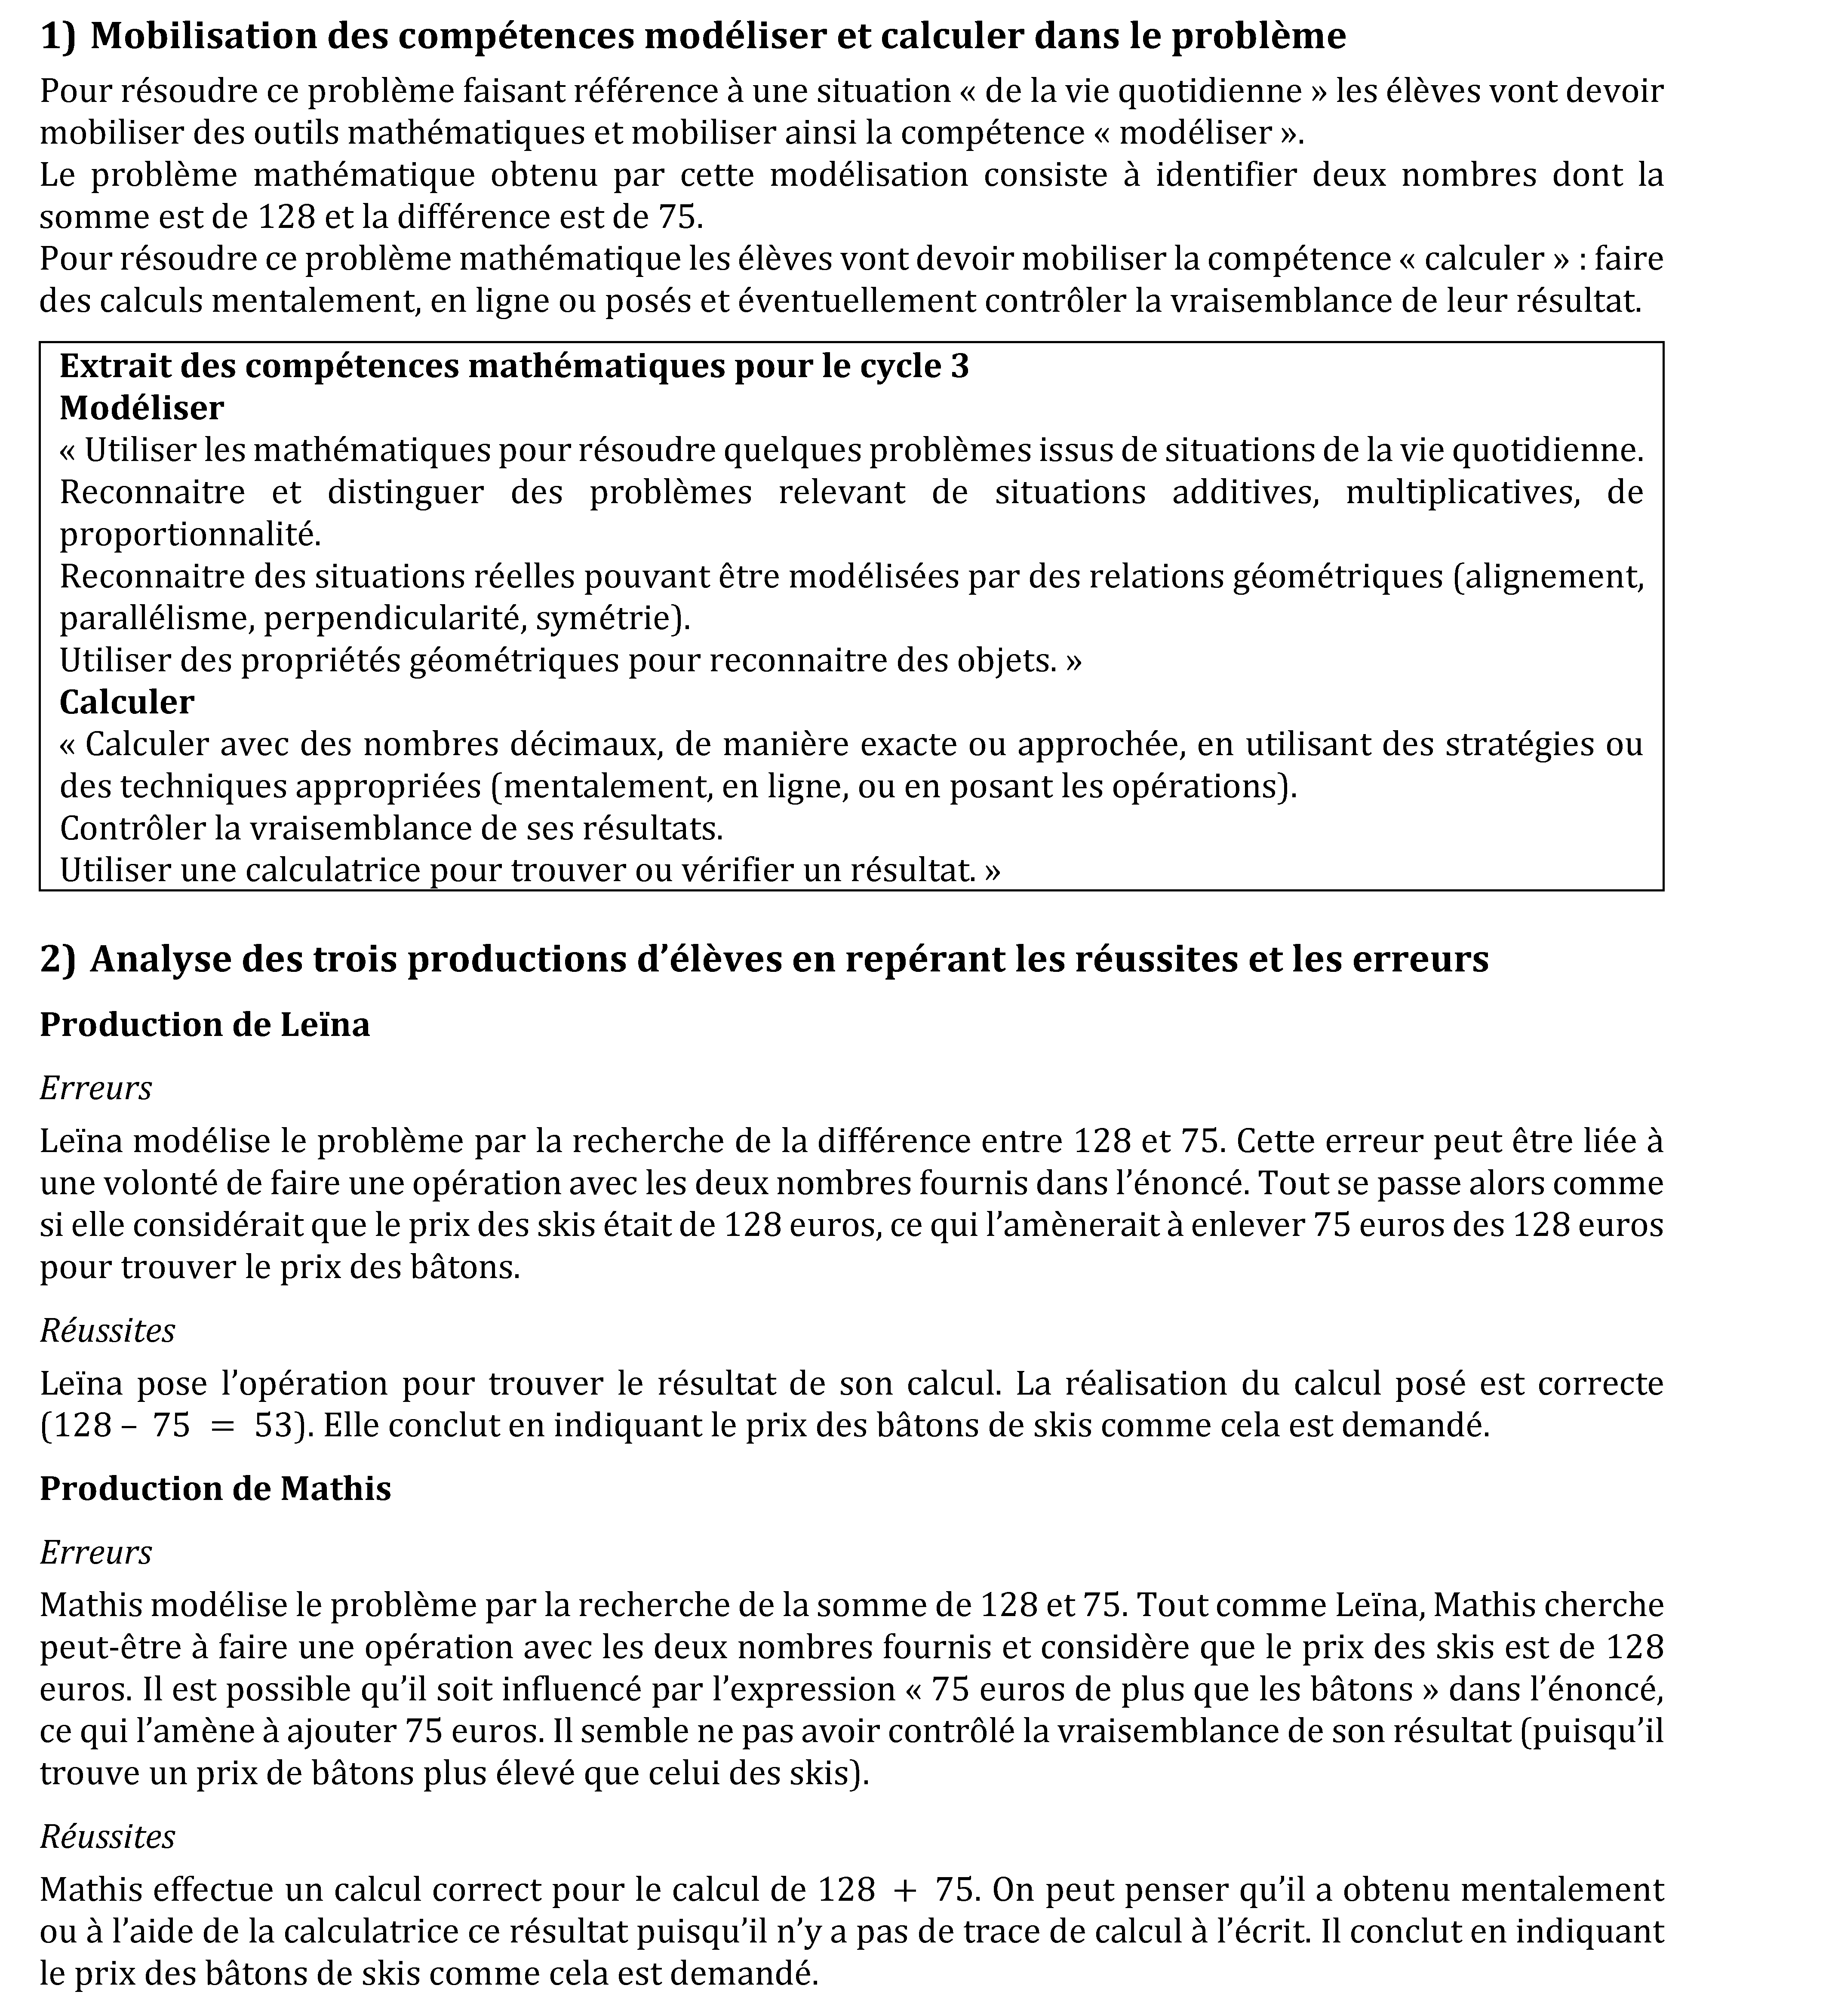 1) Mobilisation des compétences modéliser et calculer dans le problème
Pour résoudre ce problème faisant référence à une situation « de la vie quotidienne » les élèves vont devoir
mobiliser des outils mathématiques et mobiliser ainsi la compétence « modéliser ».
Le problème mathématique obtenu par cette modélisation consiste à identifier deux nombres dont la
somme est de 128 et la différence est de 75.
Pour résoudre ce problème mathématique les élèves vont devoir mobiliser la compétence « calculer » : faire
des calculs mentalement, en ligne ou posés et éventuellement contrôler la vraisemblance de leur résultat.
Extrait des compétences mathématiques pour le cycle 3
Modéliser
« Utiliser les mathématiques pour résoudre quelques problèmes issus de situations de la vie quotidienne.
Reconnaitre et distinguer des problèmes relevant de situations additives, multiplicatives, de
proportionnalité.
Reconnaitre des situations réelles pouvant être modélisées par des relations géométriques (alignement,
parallélisme, perpendicularité, symétrie).
Utiliser des propriétés géométriques pour reconnaitre des objets. »
Calculer
« Calculer avec des nombres décimaux, de manière exacte ou approchée, en utilisant des stratégies ou
des techniques appropriées (mentalement, en ligne, ou en posant les opérations).
Contrôler la vraisemblance de ses résultats.
Utiliser une calculatrice pour trouver ou vérifier un résultat. »
2) Analyse des trois productions d’élèves en repérant les réussites et les erreurs
Production de Leïna
Erreurs
Leïna modélise le problème par la recherche de la différence entre 128 et 75. Cette erreur peut être liée à
une volonté de faire une opération avec les deux nombres fournis dans l’énoncé. Tout se passe alors comme
si elle considérait que le prix des skis était de 128 euros, ce qui l’amènerait à enlever 75 euros des 128 euros
pour trouver le prix des bâtons.
Réussites
Leïna pose l’opération pour trouver le résultat de son calcul. La réalisation du calcul posé est correcte
(128 – 75 = 53). Elle conclut en indiquant le prix des bâtons de skis comme cela est demandé.
Production de Mathis
Erreurs
Mathis modélise le problème par la recherche de la somme de 128 et 75. Tout comme Leïna, Mathis cherche
peut-être à faire une opération avec les deux nombres fournis et considère que le prix des skis est de 128
euros. Il est possible qu’il soit influencé par l’expression « 75 euros de plus que les bâtons » dans l’énoncé,
ce qui l’amène à ajouter 75 euros. Il semble ne pas avoir contrôlé la vraisemblance de son résultat (puisqu’il
trouve un prix de bâtons plus élevé que celui des skis).
Réussites
Mathis effectue un calcul correct pour le calcul de 128 + 75. On peut penser qu’il a obtenu mentalement
ou à l’aide de la calculatrice ce résultat puisqu’il n’y a pas de trace de calcul à l’écrit. Il conclut en indiquant
le prix des bâtons de skis comme cela est demandé.